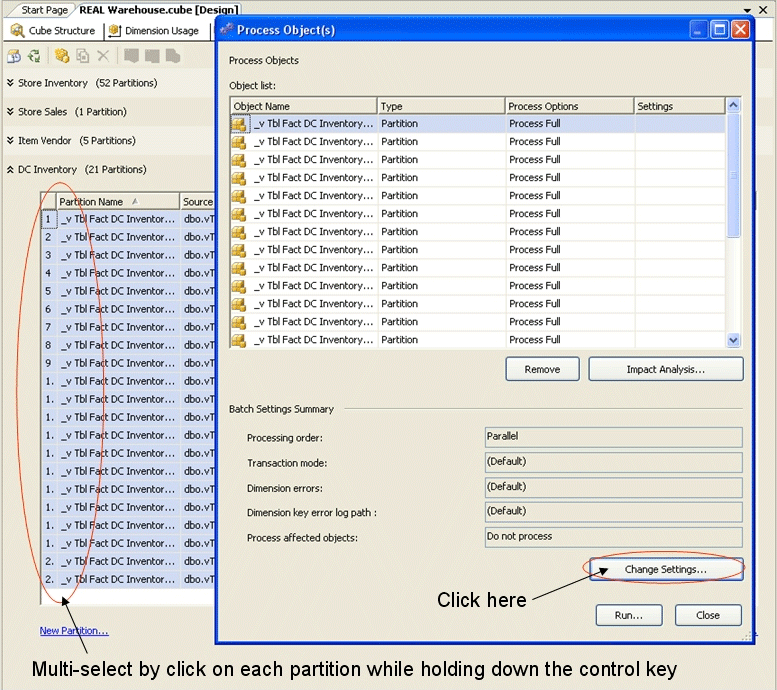 Start Page REAL Warehouse.cube [Design]
Cube Structure Dimension Usage
Store Inventory (52 Partitions)
Store Sales (1 Partition)
Item Vendor (5 Partitions)
DC Inventory (21 Partitions)
Partition Name Source
1 _v Tbl Fact DC Inventor... dbo.vT
2 _v Tbl Fact DC Inventor... dbo.vT
3 _v Tbl Fact DC Inventor... dbo.vT
4 _v Tbl Fact DC Inventor... dbo.vT
5 _v Tbl Fact DC Inventor... dbo.vT
6 _v Tbl Fact DC Inventor... dbo.vT
7 _v Tbl Fact DC Inventor... dbo.vT
8 _v Tbl Fact DC Inventor... dbo.vT
9 _v Tbl Fact DC Inventor... dbo.vT
1. _v Tbl Fact DC Inventor... dbo.vT
1. _v Tbl Fact DC Inventor... dbo.vT
1. _v Tbl Fact DC Inventor... dbo.vT
1. _v Tbl Fact DC Inventor... dbo.vT
1. _v Tbl Fact DC Inventor... dbo.vT
1. _v Tbl Fact DC Inventor... dbo.vT
1. _v Tbl Fact DC Inventor... dbo.vT
1. _v Tbl Fact DC Inventor... dbo.vT
1. _v Tbl Fact DC Inventor... dbo.vT
1. _v Tbl Fact DC Inventor... dbo.vT
2. _v Tbl Fact DC Inventor... dbo.vT
2. _v Tbl Fact DC Inventor... dbo.vT
New Partition...
Process Object(s)
Process Objects
Object list:
Object Name Type Process Options Settings
_v Tbl Fact DC Inventory... Partition Process Full
_v Tbl Fact DC Inventory... Partition Process Full
_v Tbl Fact DC Inventory... Partition Process Full
_v Tbl Fact DC Inventory... Partition Process Full
_v Tbl Fact DC Inventory... Partition Process Full
_v Tbl Fact DC Inventory... Partition Process Full
_v Tbl Fact DC Inventory... Partition Process Full
_v Tbl Fact DC Inventory... Partition Process Full
_v Tbl Fact DC Inventory... Partition Process Full
_v Tbl Fact DC Inventory... Partition Process Full
_v Tbl Fact DC Inventory... Partition Process Full
_v Tbl Fact DC Inventory... Partition Process Full
_v Tbl Fact DC Inventory... Partition Process Full
Remove Impact Analysis...
Batch Settings Summary
Processing order: Parallel
Transaction mode: (Default)
Dimension errors: (Default)
Dimension key error log path : (Default)
Process affected objects: Do not process
Change Settings...
Click here
Run... Close
Multi-select by click on each partition while holding down the control key